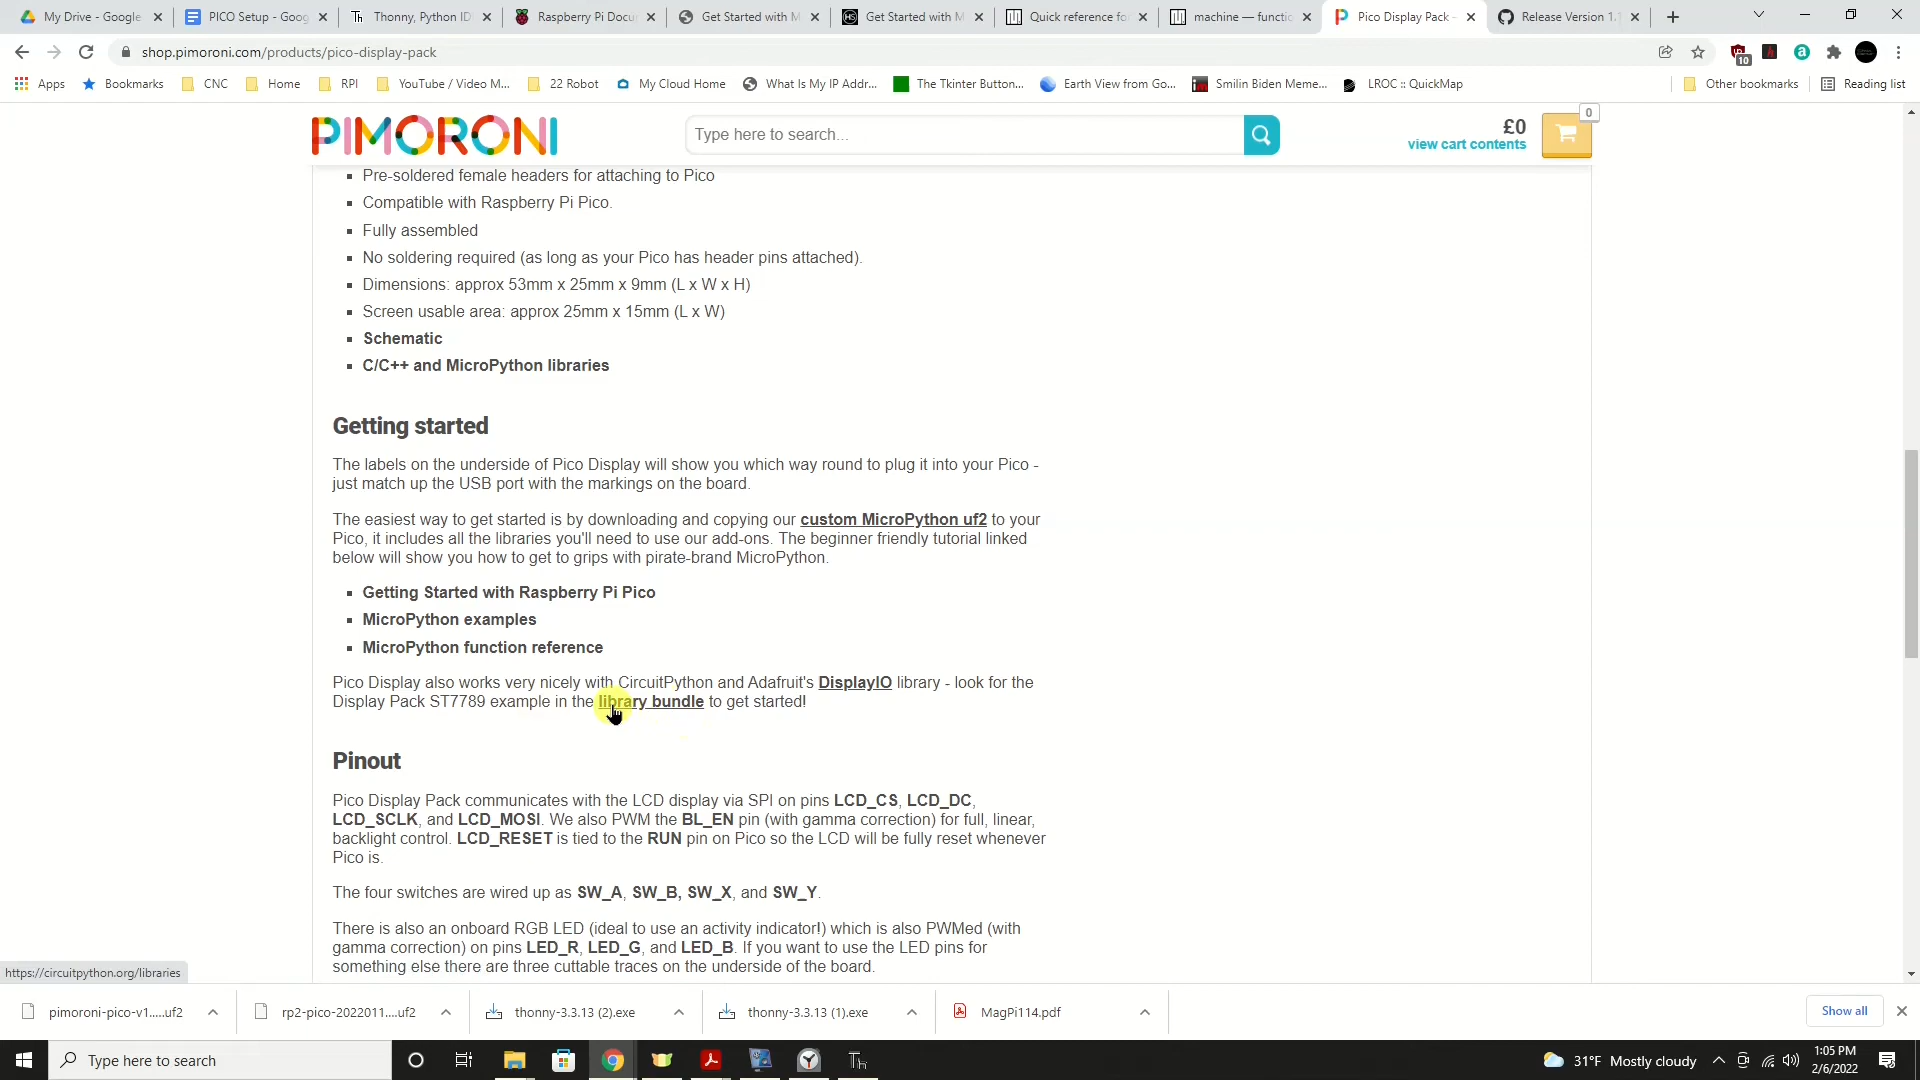 My Drive - Google
PICO Setup - Goog
Thonny, Python ID
Raspberry Pi Docu
Get Started with M
Get Started with M
Quick reference fo
machine — functio
Pico Display Pack -
Release Version 1.1
shop.pimoroni.com/products/pico-display-pack
10
Apps
Bookmarks
CNC
Home
RPI
YouTube / Video M...
22 Robot
My Cloud Home
What Is My IP Addr...
The Tkinter Button...
Earth View from Go...
Smilin Biden Meme...
LROC :: QuickMap
Other bookmarks
Reading list
PIMORONI
Type here to search...
£0
view cart contents
0
Pre-soldered female headers for attaching to Pico
Compatible with Raspberry Pi Pico.
Fully assembled
No soldering required (as long as your Pico has header pins attached).
Dimensions: approx 53mm x 25mm x 9mm (L x W x H)
Screen usable area: approx 25mm x 15mm (L x W)
Schematic
C/C++ and MicroPython libraries
Getting started
The labels on the underside of Pico Display will show you which way round to plug it into your Pico -
just match up the USB port with the markings on the board.
The easiest way to get started is by downloading and copying our custom MicroPython uf2 to your
Pico, it includes all the libraries you'll need to use our add-ons. The beginner friendly tutorial linked
below will show you how to get to grips with pirate-brand MicroPython.
Getting Started with Raspberry Pi Pico
MicroPython examples
MicroPython function reference
Pico Display also works very nicely with CircuitPython and Adafruit's DisplayIO library - look for the
Display Pack ST7789 example in the library bundle to get started!
Pinout
Pico Display Pack communicates with the LCD display via SPI on pins LCD_CS, LCD_DC,
LCD_SCLK, and LCD_MOSI. We also PWM the BL_EN pin (with gamma correction) for full, linear,
backlight control. LCD_RESET is tied to the RUN pin on Pico so the LCD will be fully reset whenever
Pico is.
The four switches are wired up as SW_A, SW_B, SW_X, and SW_Y.
There is also an onboard RGB LED (ideal to use an activity indicator!) which is also PWMed (with
gamma correction) on pins LED_R, LED_G, and LED_B. If you want to use the LED pins for
something else there are three cuttable traces on the underside of the board.
https://circuitpython.org/libraries
pimoroni-pico-v1.....uf2
rp2-pico-2022011....uf2
thonny-3.3.13 (2).exe
thonny-3.3.13 (1).exe
MagPi114.pdf
Show all
Type here to search
31°F Mostly cloudy
1:05 PM
2/6/2022